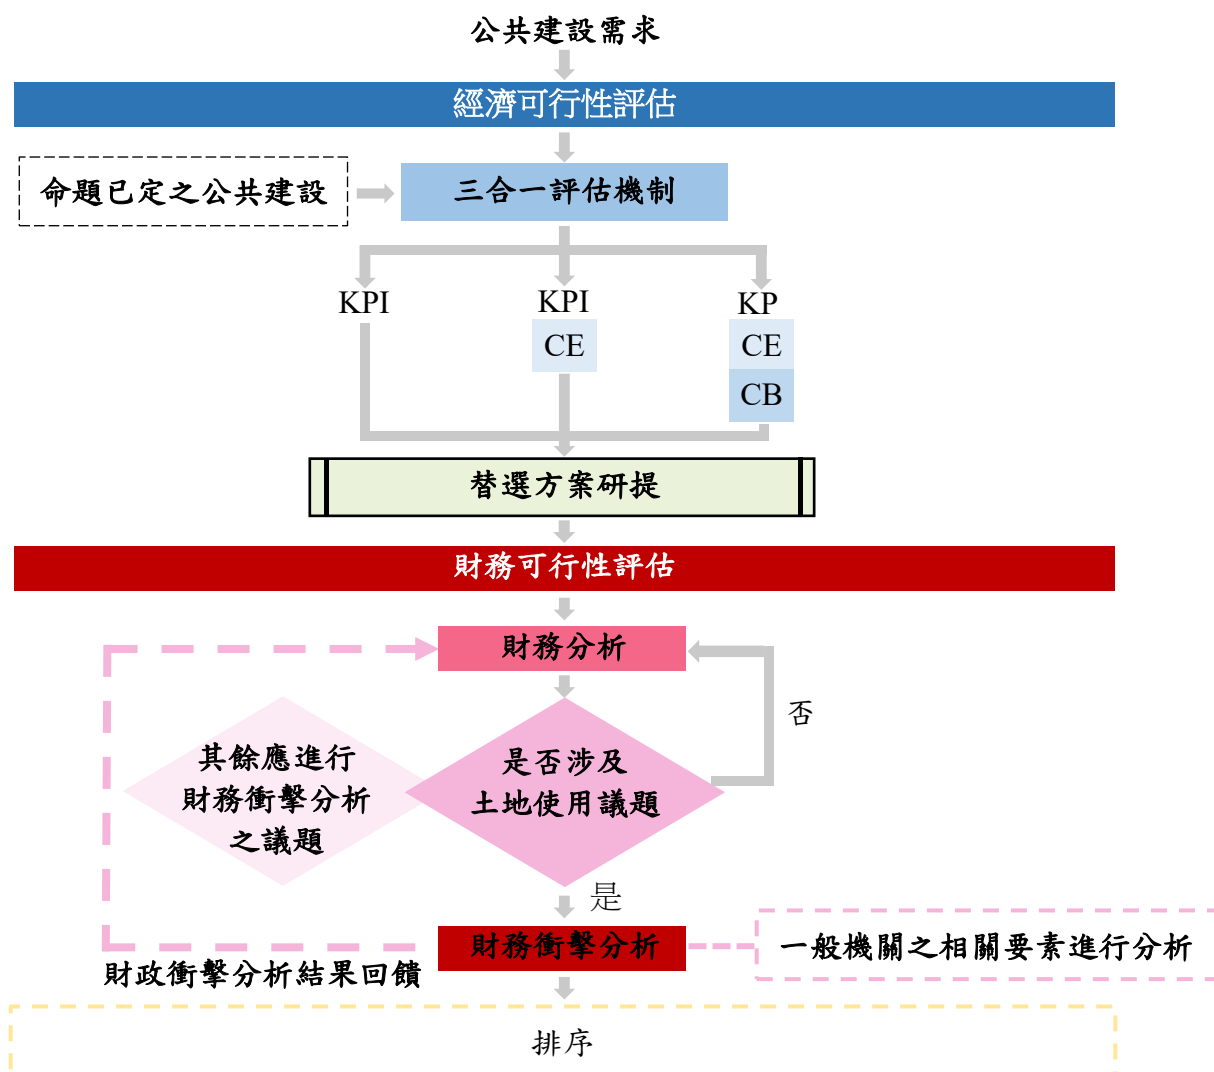 公共建設需求
經濟可行性評估
命題已定之公共建設
三合一評估機制
KPI
KPI
KP
CE
CE
CB
替選方案研提
財務可行性評估
財務分析
否
其餘應進行
財務衝擊分析
之議題
是否涉及
土地使用議題
是
財務衝擊分析
一般機關之相關要素進行分析
財政衝擊分析結果回饋
排序